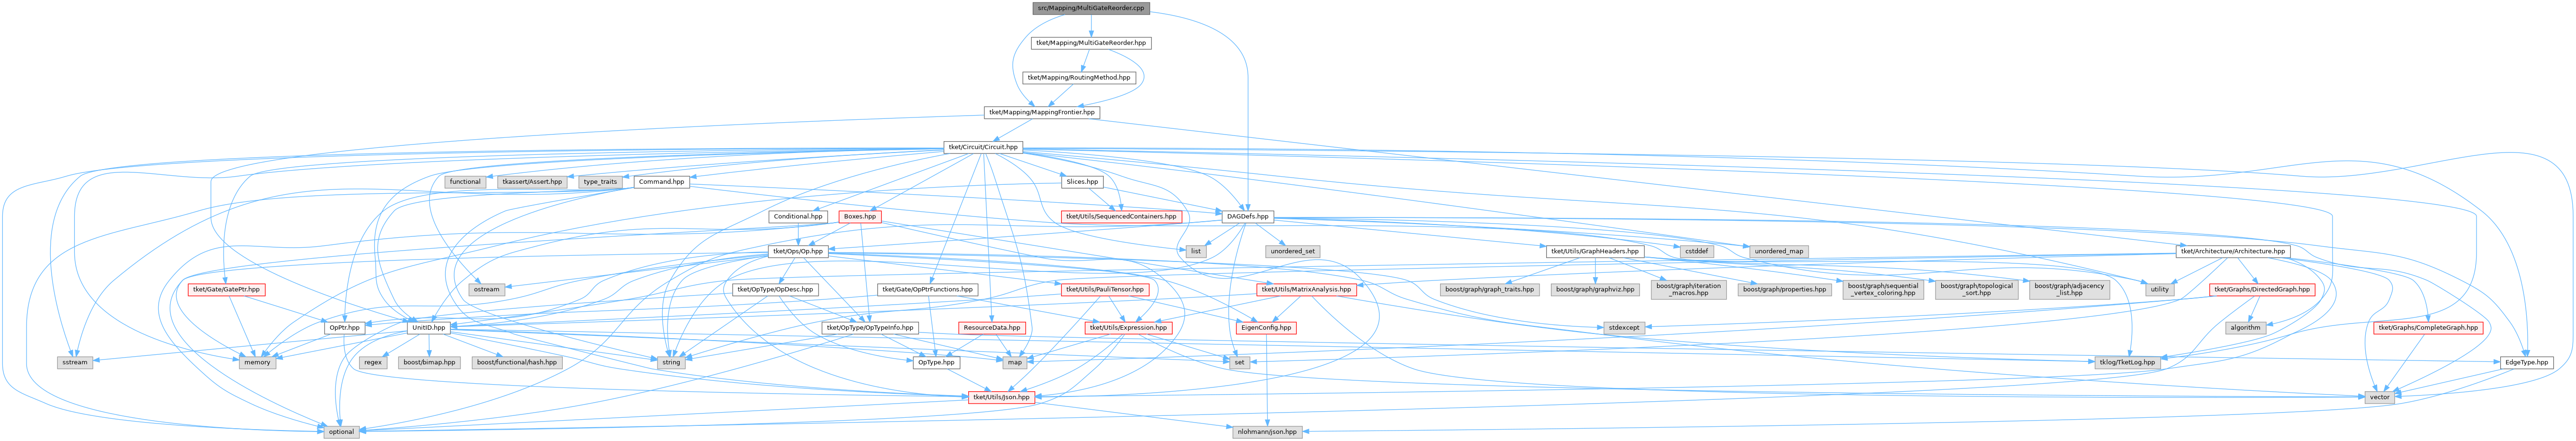 src/Mapping/MultiGateReorder.cpp
tket/Mapping/MultiGateReorder.hpp
tket/Mapping/RoutingMethod.hpp
tket/Mapping/MappingFrontier.hpp
tket/Circuit/Circuit.hpp
functional
tkassert/Assert.hpp
type_traits
Command.hpp
Slices.hpp
Conditional.hpp
Boxes.hpp
tket/Utils/SequencedContainers.hpp
DAGDefs.hpp
tket/Ops/Op.hpp
list
unordered_set
tket/Utils/GraphHeaders.hpp
cstddef
unordered_map
tket/Architecture/Architecture.hpp
tket/Gate/GatePtr.hpp
ostream
tket/OpType/OpDesc.hpp
tket/Gate/OpPtrFunctions.hpp
tket/Utils/PauliTensor.hpp
tket/Utils/MatrixAnalysis.hpp
boost/graph/graph_traits.hpp
boost/graph/graphviz.hpp
boost/graph/iteration
_macros.hpp
boost/graph/properties.hpp
boost/graph/sequential
_vertex_coloring.hpp
boost/graph/topological
_sort.hpp
boost/graph/adjacency
_list.hpp
utility
tket/Graphs/DirectedGraph.hpp
OpPtr.hpp
UnitID.hpp
tket/OpType/OpTypeInfo.hpp
ResourceData.hpp
tket/Utils/Expression.hpp
EigenConfig.hpp
stdexcept
algorithm
tket/Graphs/CompleteGraph.hpp
sstream
memory
regex
boost/bimap.hpp
boost/functional/hash.hpp
string
OpType.hpp
map
set
tklog/TketLog.hpp
EdgeType.hpp
tket/Utils/Json.hpp
vector
optional
nlohmann/json.hpp